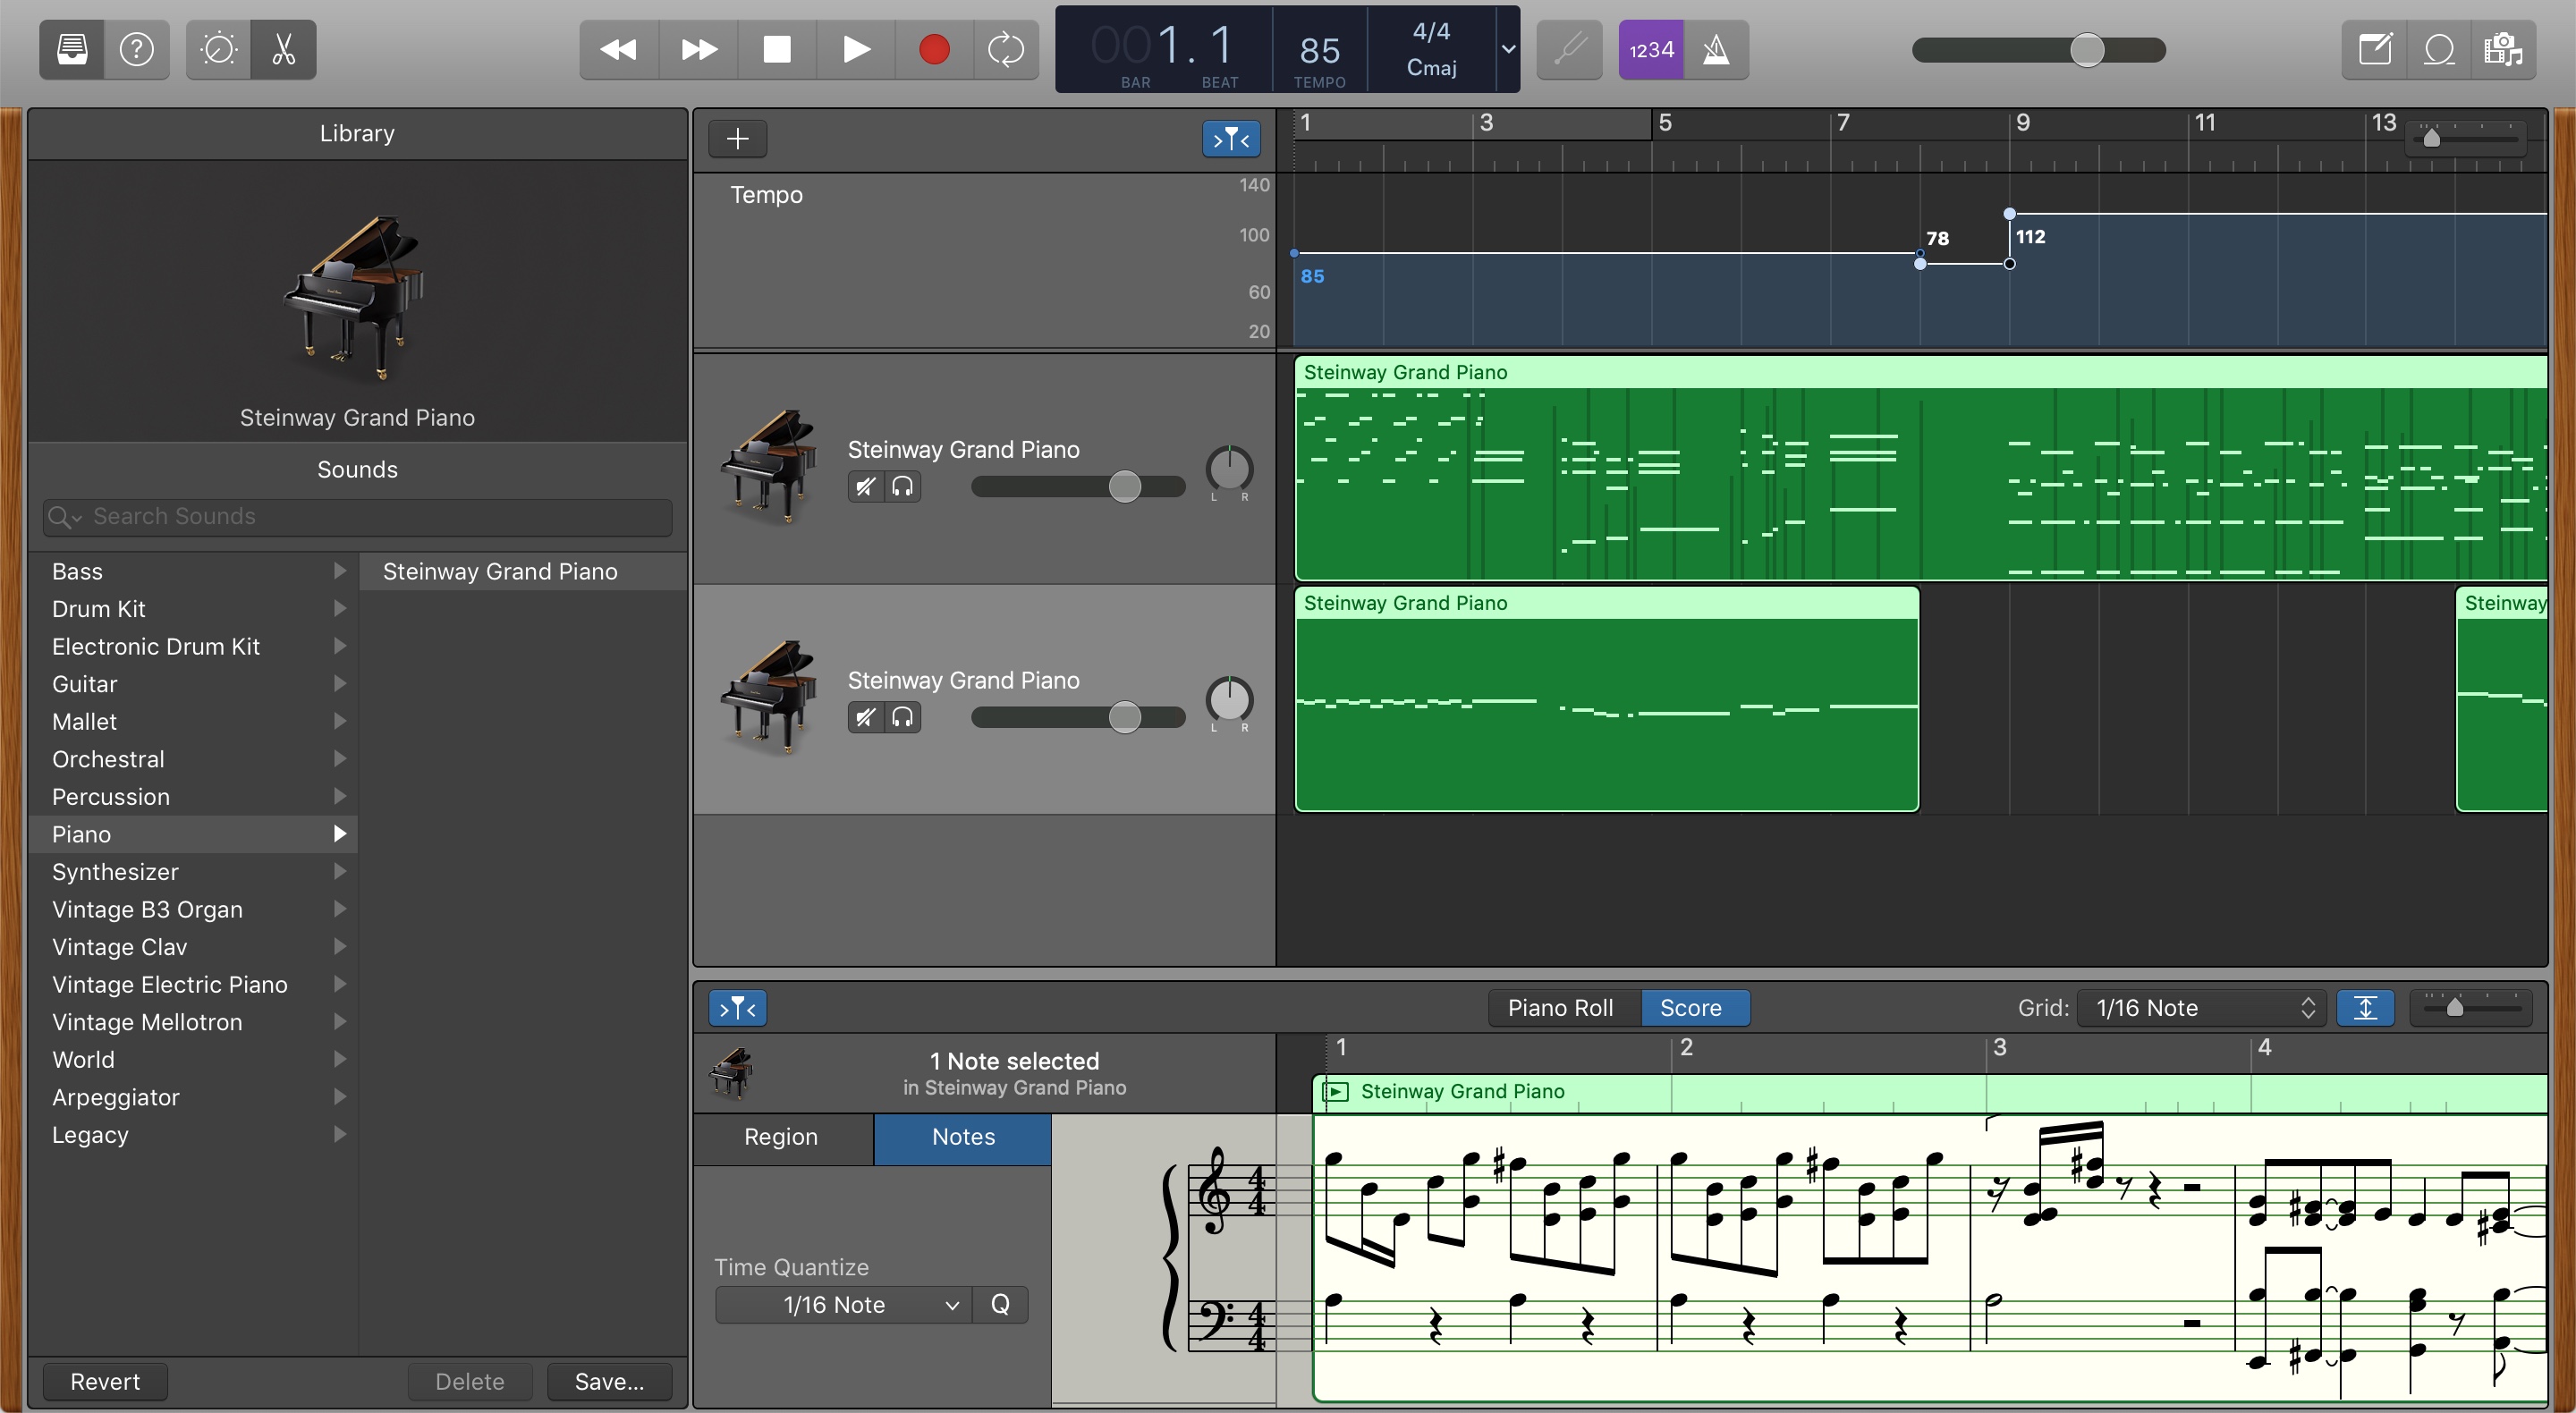 001. 1
BAR
BEAT
85
TEMPO
4/4
Cmaj
1234
Library
Steinway Grand Piano
Sounds
Search Sounds
Bass
Drum Kit
Electronic Drum Kit
Guitar
Mallet
Orchestral
Percussion
Piano
Synthesizer
Vintage B3 Organ
Vintage Clav
Vintage Electric Piano
Vintage Mellotron
World
Arpeggiator
Legacy
Steinway Grand Piano
Revert
Delete
Save...
1
3
5
7
9
11
13
Tempo
140
100
60
20
85
78
112
Steinway Grand Piano
L R
Steinway Grand Piano
Steinway Grand Piano
L R
Steinway Grand Piano
Steinway
Piano Roll
Score
Grid:
1/16 Note
1 Note selected
in Steinway Grand Piano
1
2
3
4
Steinway Grand Piano
Region
Notes
Time Quantize
1/16 Note
Q
4
4
4
4